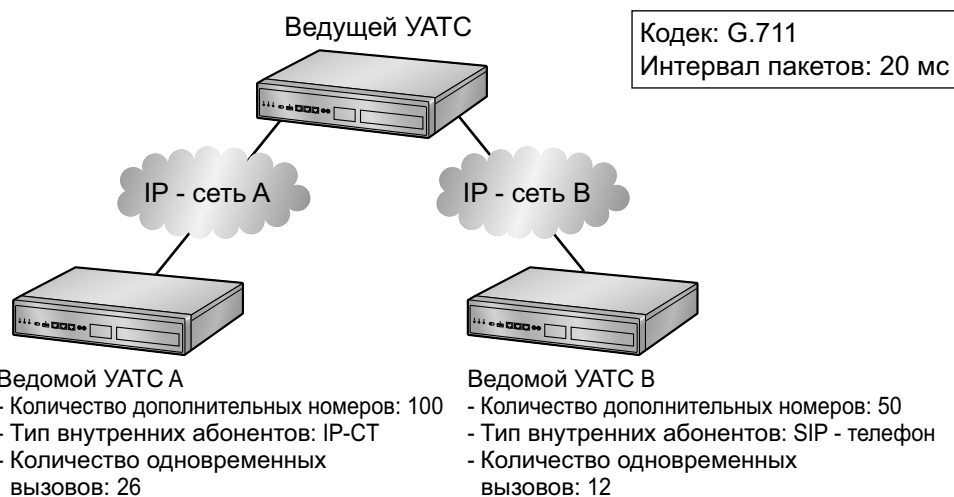 Ведущей УАТС
Кодек: G.711
Интервал пакетов: 20 мс
IP - сеть A
IP - сеть B
Ведомой УАТС A
- Количество дополнительных номеров: 100
- Тип внутренних абонентов: IP-СТ
- Количество одновременных
вызовов: 26
Ведомой УАТС B
- Количество дополнительных номеров: 50
- Тип внутренних абонентов: SIP - телефон
- Количество одновременных
вызовов: 12